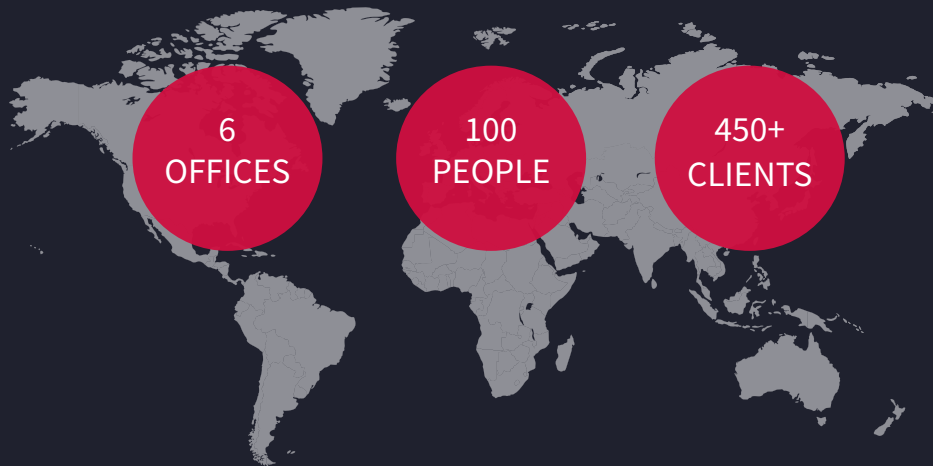 6
OFFICES
100
PEOPLE
450+
CLIENTS